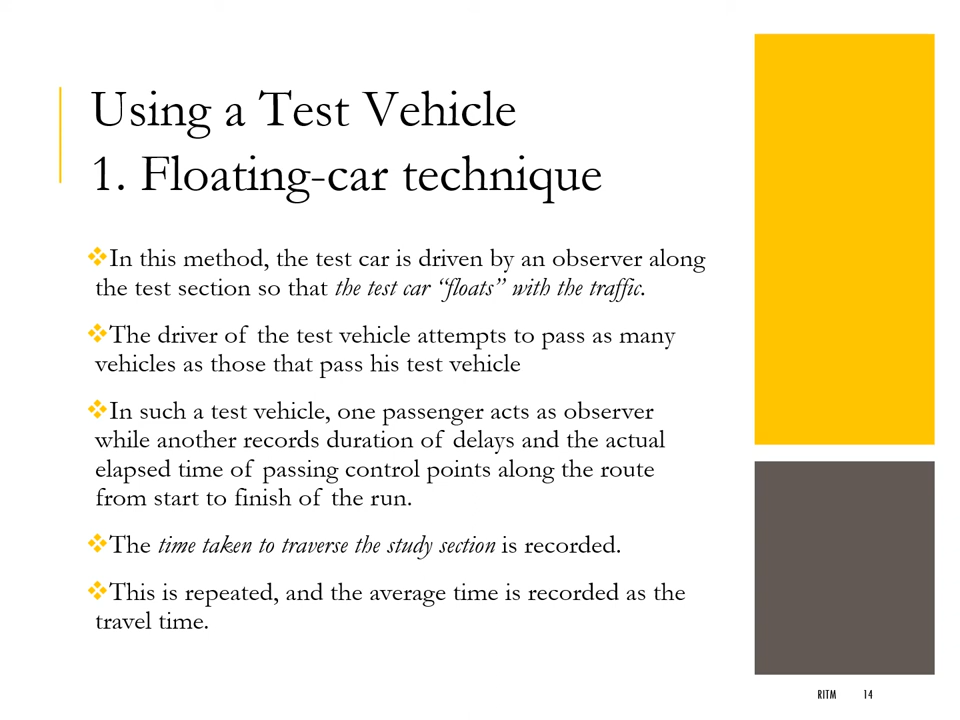 Using a Test Vehicle
1. Floating-car technique
❖In this method, the test car is driven by an observer along
the test section so that the test car “floats” with the traffic.
❖The driver of the test vehicle attempts to pass as many
vehicles as those that pass his test vehicle
❖In such a test vehicle, one passenger acts as observer
while another records duration of delays and the actual
elapsed time of passing control points along the route
from start to finish of the run.
❖The time taken to traverse the study section is recorded.
❖This is repeated, and the average time is recorded as the
travel time.
RITM 14